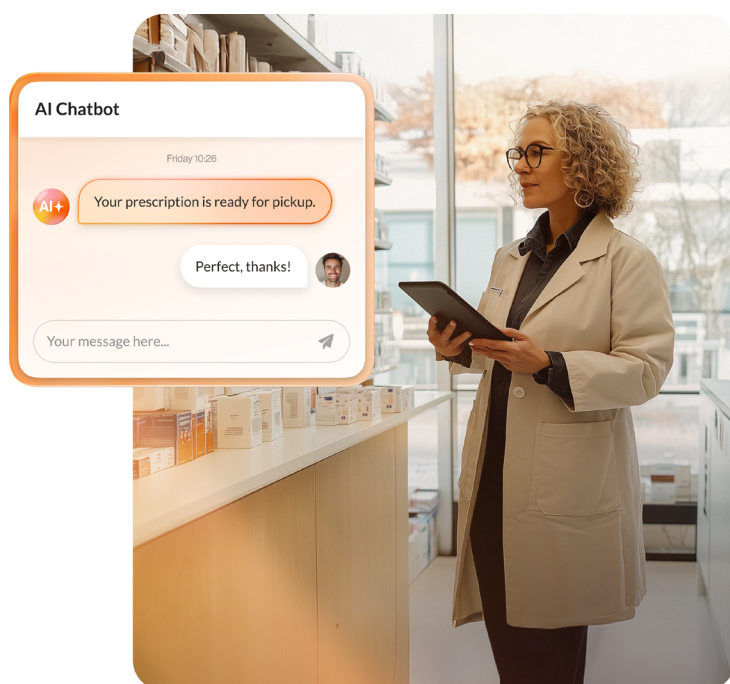 AI Chatbot
Friday 10:26
AI
Your prescription is ready for pickup.
Perfect, thanks!
Your message here...